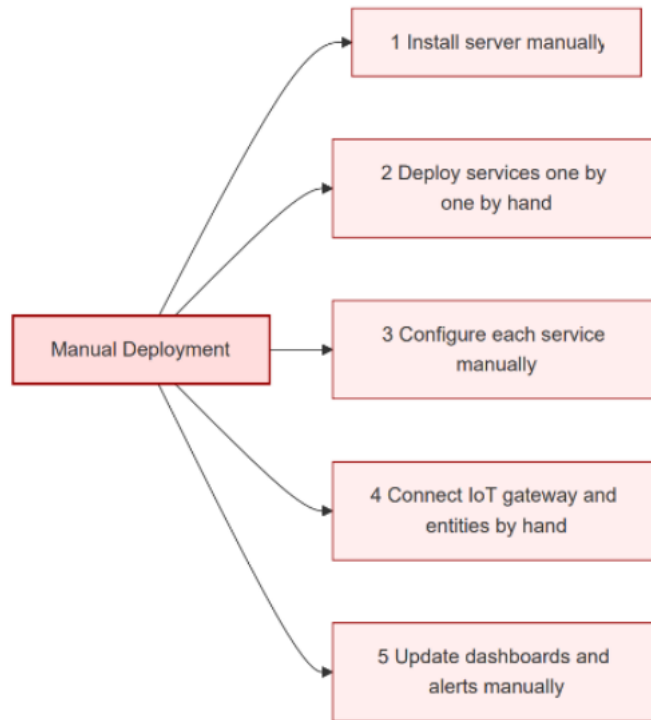 1 Install server manually
2 Deploy services one by
one by hand
Manual Deployment
3 Configure each service
manually
4 Connect IoT gateway and
entities by hand
5 Update dashboards and
alerts manually